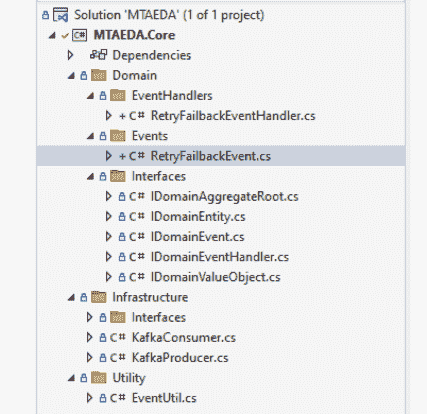 Solution 'MTAEDA' (1 of 1 project)
C# MTAEDA.Core
Dependencies
Domain
EventHandlers
+ C# RetryFailbackEventHandler.cs
Events
+ C# RetryFailbackEvent.cs
Interfaces
C# IDomainAggregateRoot.cs
C# IDomainEntity.cs
C# IDomainEvent.cs
C# IDomainEventHandler.cs
C# IDomainValueObject.cs
Infrastructure
Interfaces
C# KafkaConsumer.cs
C# KafkaProducer.cs
Utility
C# EventUtil.cs